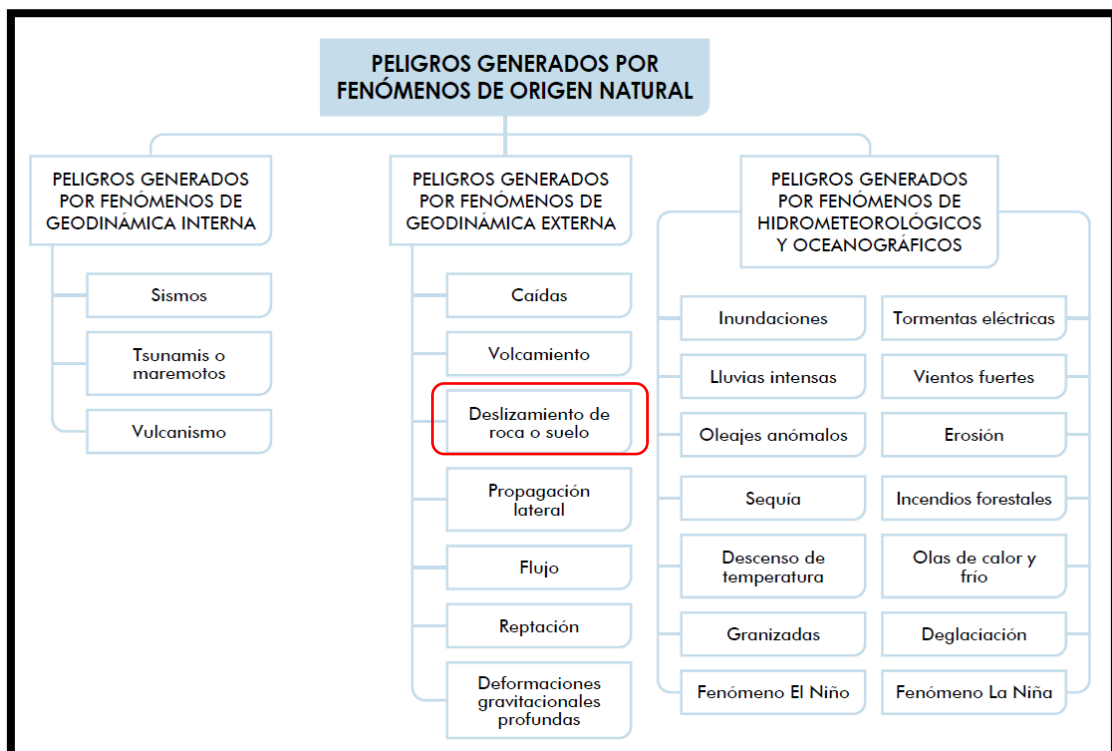 PELIGROS GENERADOS POR
FENÓMENOS DE ORIGEN NATURAL
PELIGROS GENERADOS
POR FENÓMENOS DE
GEODINÁMICA INTERNA
Sismos
Tsunamis o
maremotos
Vulcanismo
PELIGROS GENERADOS
POR FENÓMENOS DE
GEODINÁMICA EXTERNA
Caídas
Volcamiento
Deslizamiento de
roca o suelo
Propagación
lateral
Flujo
Reptación
Deformaciones
gravitacionales
profundas
PELIGROS GENERADOS
POR FENÓMENOS DE
HIDROMETEOROLÓGICOS
Y OCEANOGRÁFICOS
Inundaciones
Lluvias intensas
Oleajes anómalos
Sequía
Descenso de
temperatura
Granizadas
Fenómeno El Niño
Tormentas eléctricas
Vientos fuertes
Erosión
Incendios forestales
Olas de calor y
frío
Deglaciación
Fenómeno La Niña